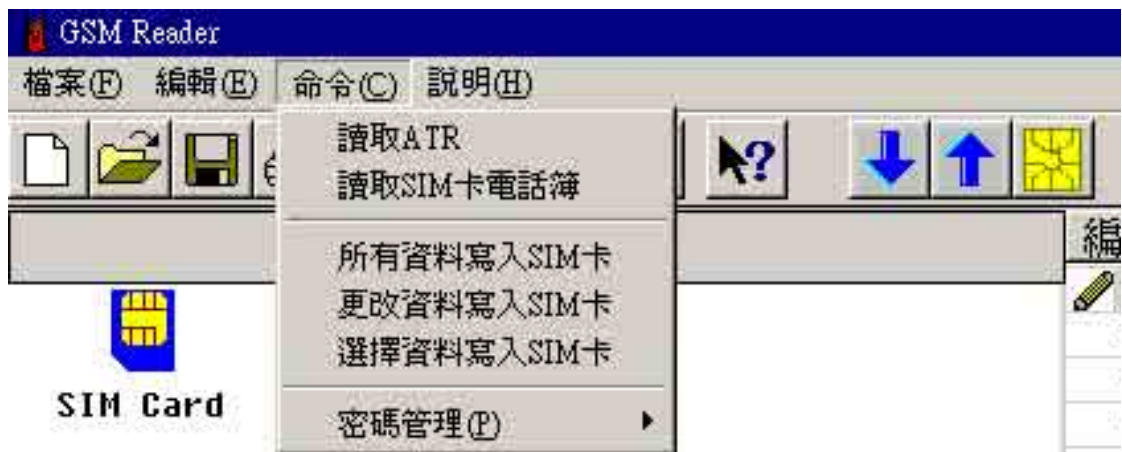 GSM Reader
檔案(F) 編輯(E) 命令(C) 說明(H)
讀取ATR
讀取SIM卡電話簿
所有資料寫入SIM卡
更改資料寫入SIM卡
選擇資料寫入SIM卡
密碼管理(P)
編
SIM Card